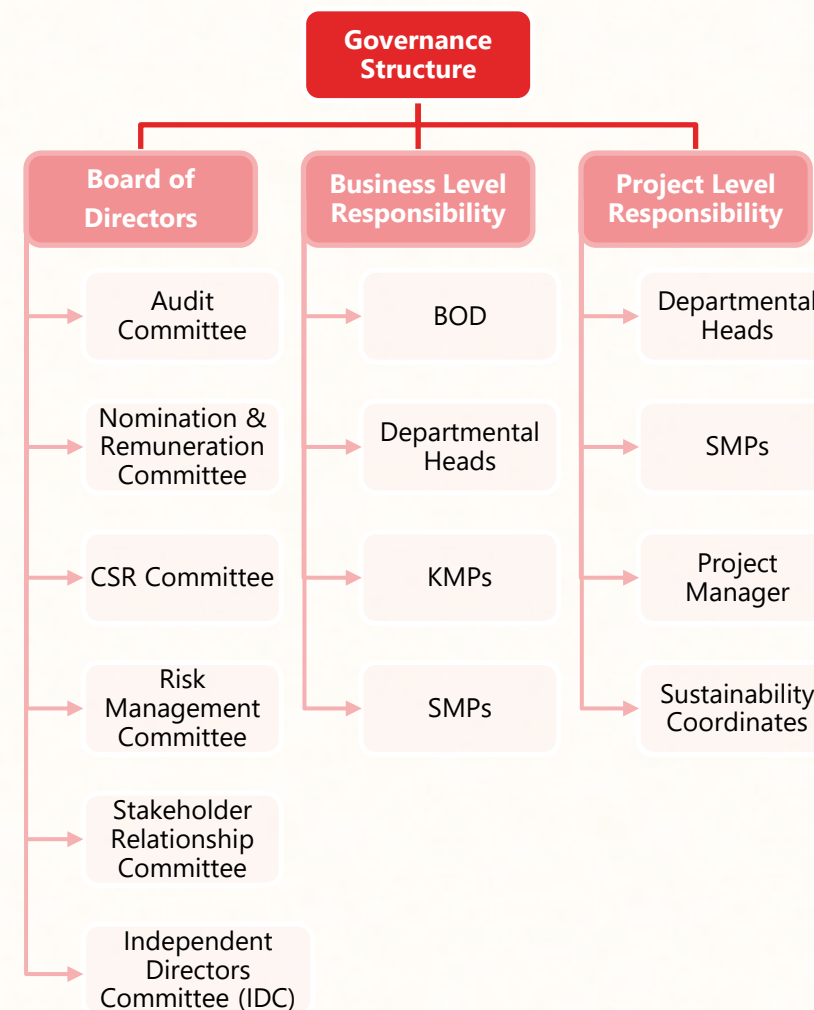 Governance
Structure
Board of
Directors
Audit
Committee
Nomination &
Remuneration
Committee
CSR Committee
Risk
Management
Committee
Stakeholder
Relationship
Committee
Independent
Directors
Committee (IDC)
Business Level
Responsibility
BOD
Departmental
Heads
KMPs
SMPs
Project Level
Responsibility
Departmental
Heads
SMPs
Project
Manager
Sustainability
Coordinates